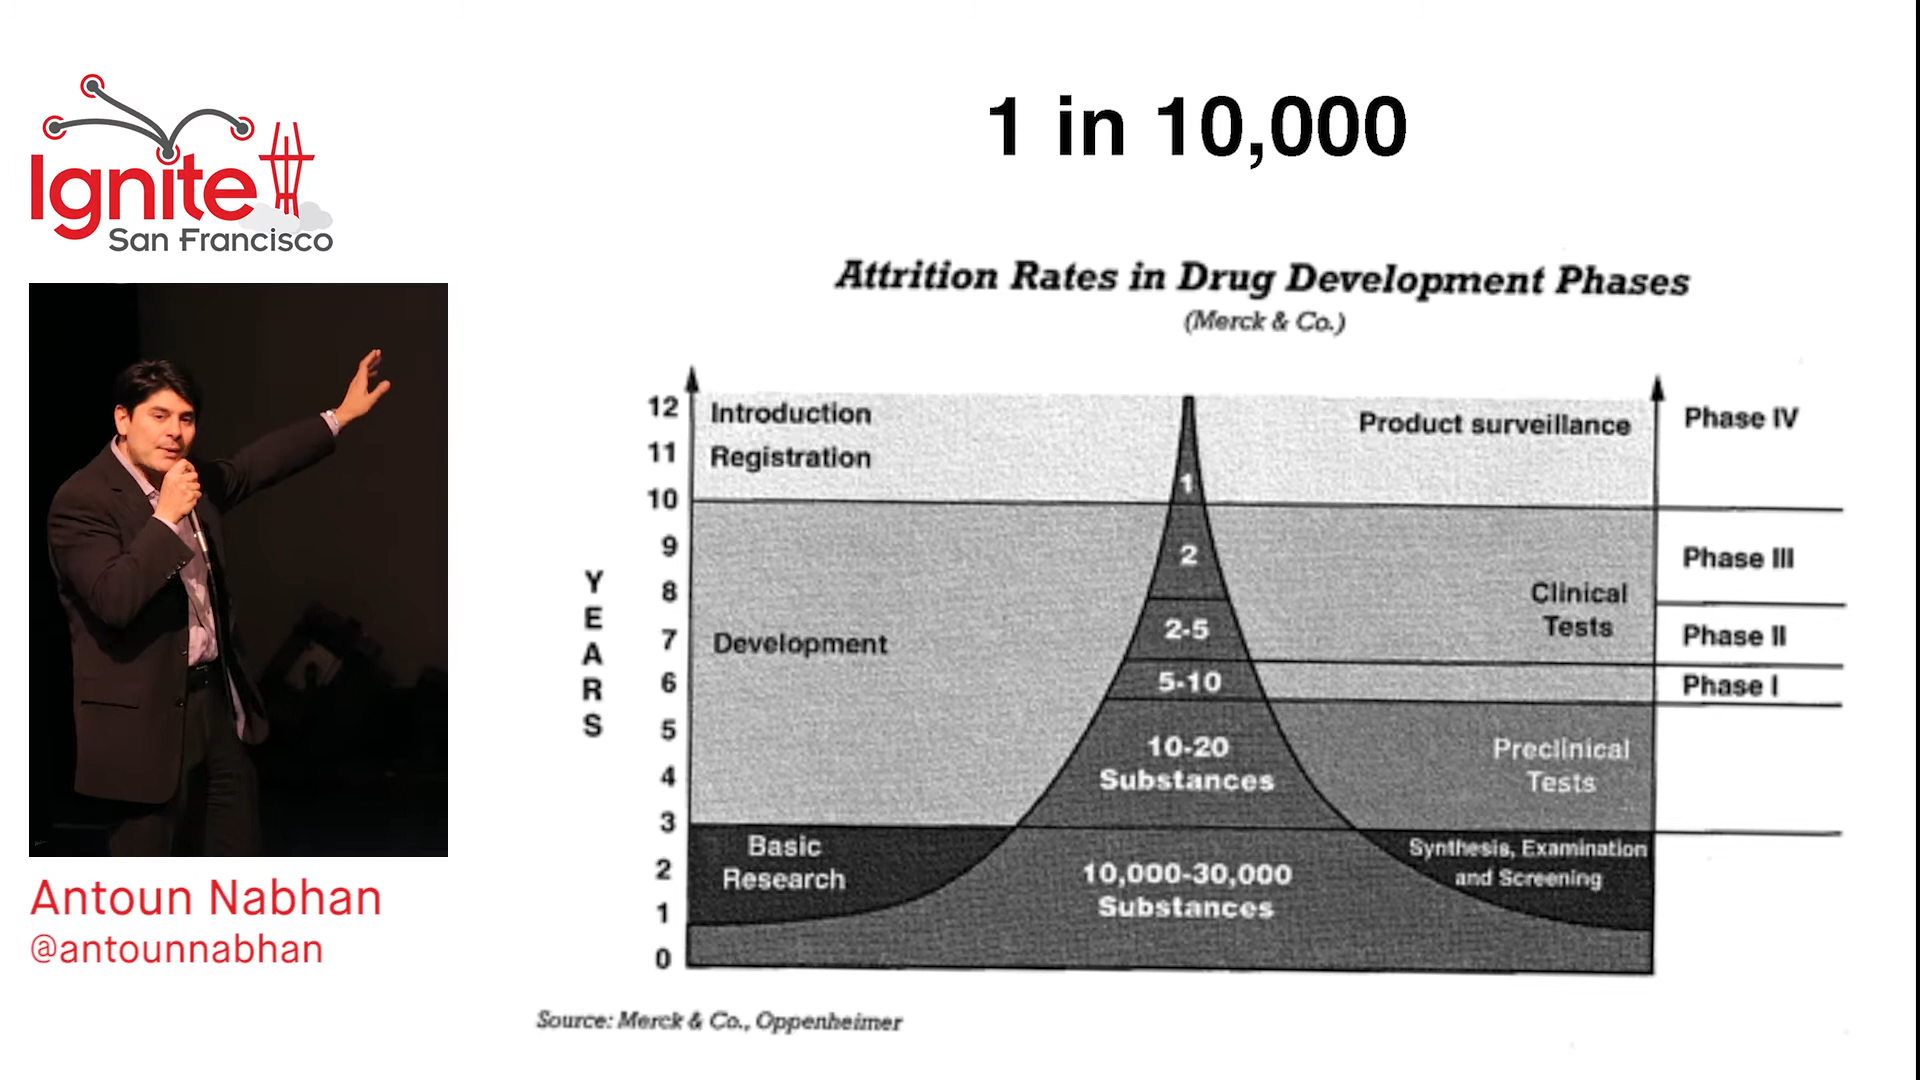 Ignite
San Francisco
Antoun Nabhan
@antounnabhan
1 in 10,000
Attrition Rates in Drug Development Phases
(Merck & Co.)
YEARS
12
11
10
9
8
7
6
5
4
3
2
1
0
Introduction
Registration
Development
Basic
Research
1
2
2-5
5-10
10-20
Substances
10,000-30,000
Substances
Product surveillance
Clinical
Tests
Preclinical
Tests
Synthesis, Examination
and Screening
Phase IV
Phase III
Phase II
Phase I
Source: Merck & Co., Oppenheimer